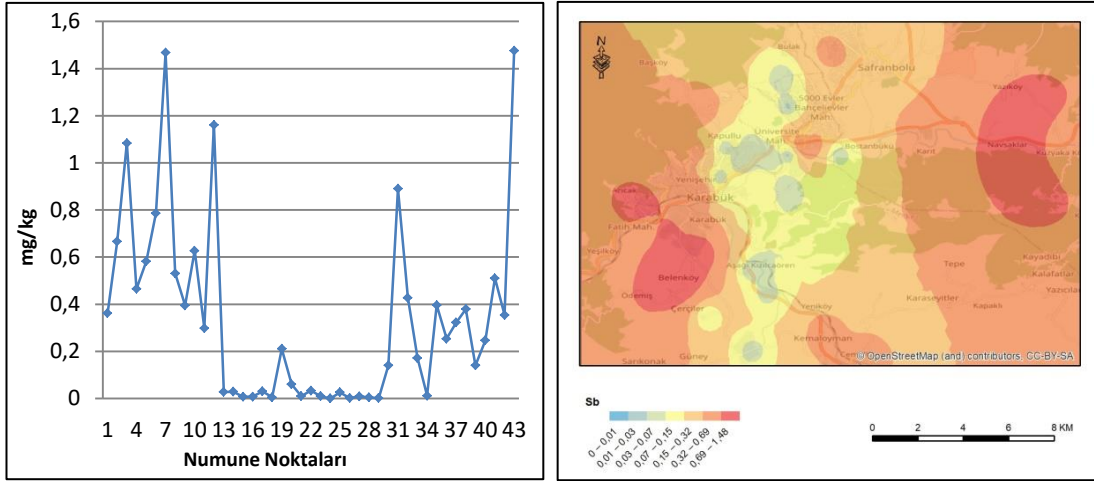 1,6
1,4
1,2
1
0,8
0,6
0,4
0,2
0
mg/kg
1 4 7 10 13 16 19 22 25 28 31 34 37 40 43
Numune Noktaları
N
Bulak
Başköy
Safranbolu
5000 Evler
Bahçelievler
Mah.
Yazıköy
Kapullu
Üniversite
Mah.
Bostanbükü
Karıt
Navsaklar
Yenişehir
Karabük
Fatih Mah.
Karabük
Yeşilköy
Belenköy
Aşağı Kızılcaören
Tepe
Kayadibi
Kalafatlar
Yazıcılar
Ödemiş
Çerçiler
Yeniköy
Karaseyitler
Kapaklı
Kemaloyman
Sarıkonak
Güney
© OpenStreetMap (and) contributors, CC-BY-SA
Sb
0 – 0,01
0,01 – 0,03
0,03 – 0,07
0,07 – 0,15
0,15 – 0,32
0,32 – 0,69
0,69 – 1,48
0 2 4 6 8 KM